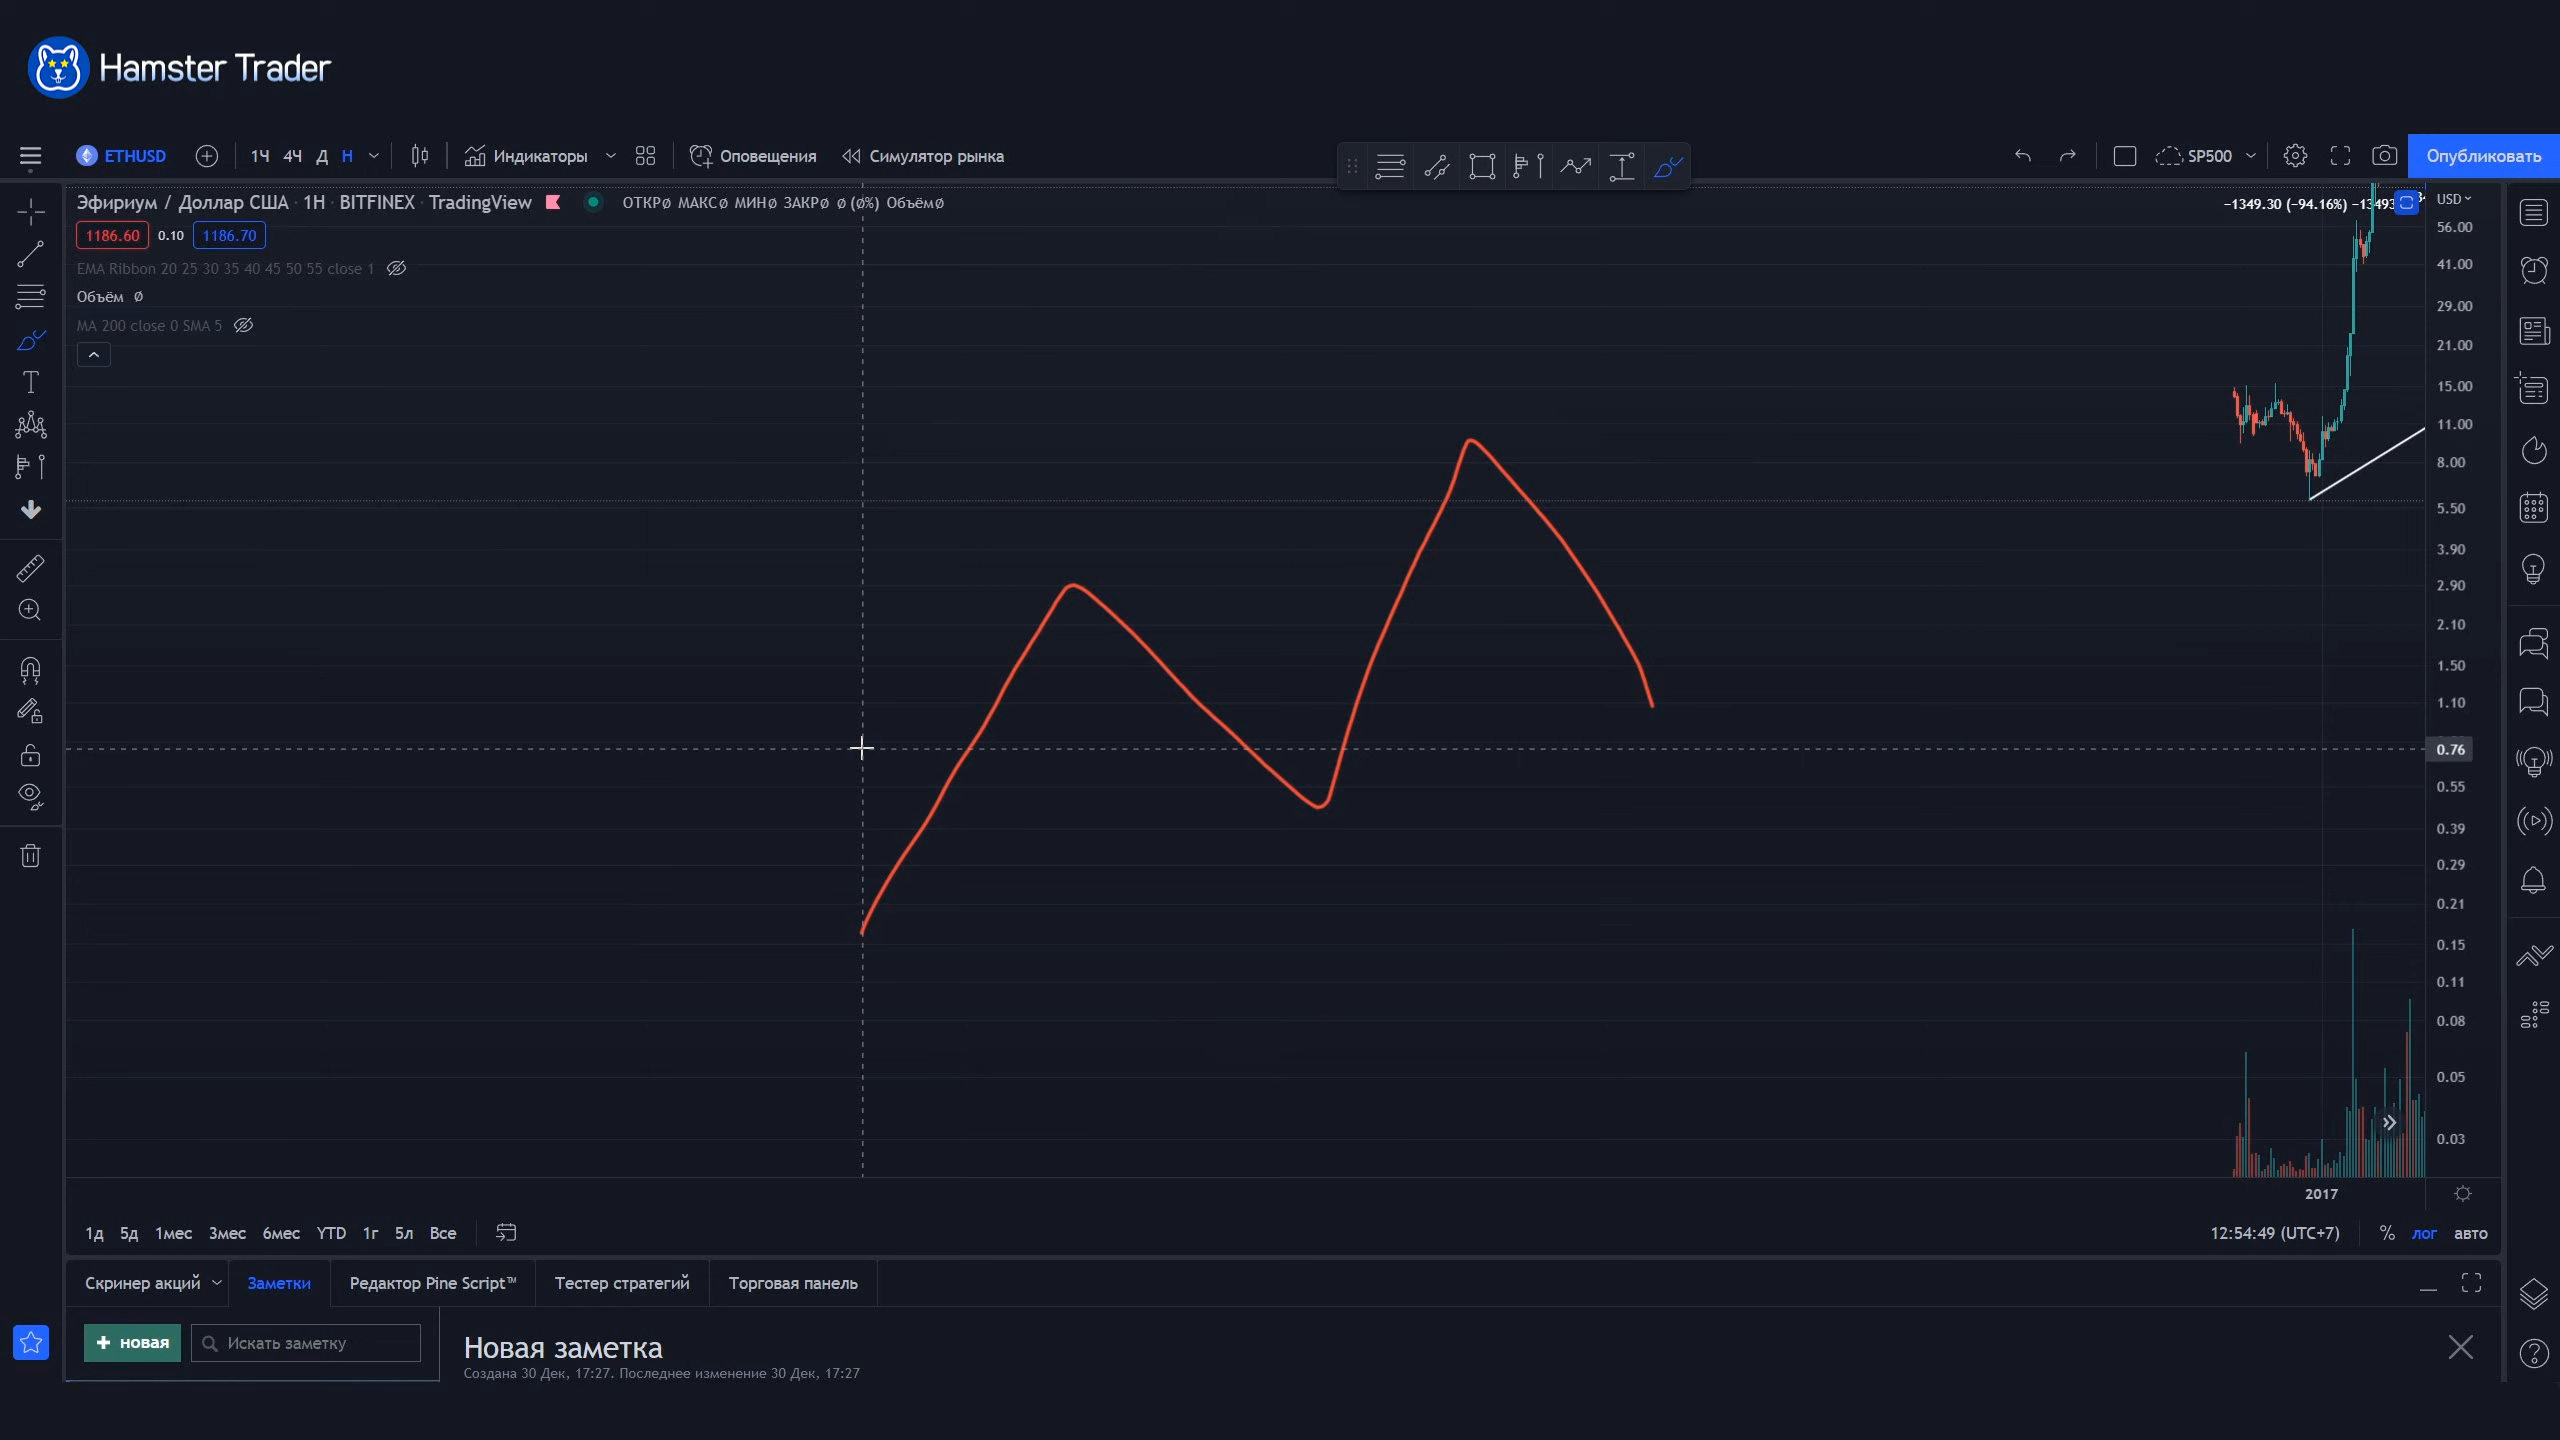 Hamster Trader
ETHUSD 1Ч 4Ч Д Н Индикаторы Оповещения Симулятор рынка SP500 Опубликовать
Эфириум / Доллар США · 1Н · BITFINEX · TradingView ОТКРø МАКСø МИНø ЗАКРø ø (ø%) Объёмø −1349.30 (−94.16%) −13493 USD
1186.60 0.10 1186.70
EMA Ribbon 20 25 30 35 40 45 50 55 close 1
Объём ø
MA 200 close 0 SMA 5
56.00
41.00
29.00
21.00
15.00
11.00
8.00
5.50
3.90
2.90
2.10
1.50
1.10
0.76
0.55
0.39
0.29
0.21
0.15
0.11
0.08
0.05
0.03
2017
1д 5д 1мес 3мес 6мес YTD 1г 5л Все 12:54:49 (UTC+7) % лог авто
Скринер акций Заметки Редактор Pine Script™ Тестер стратегий Торговая панель
+ новая Искать заметку Новая заметка
Создана 30 Дек, 17:27. Последнее изменение 30 Дек, 17:27